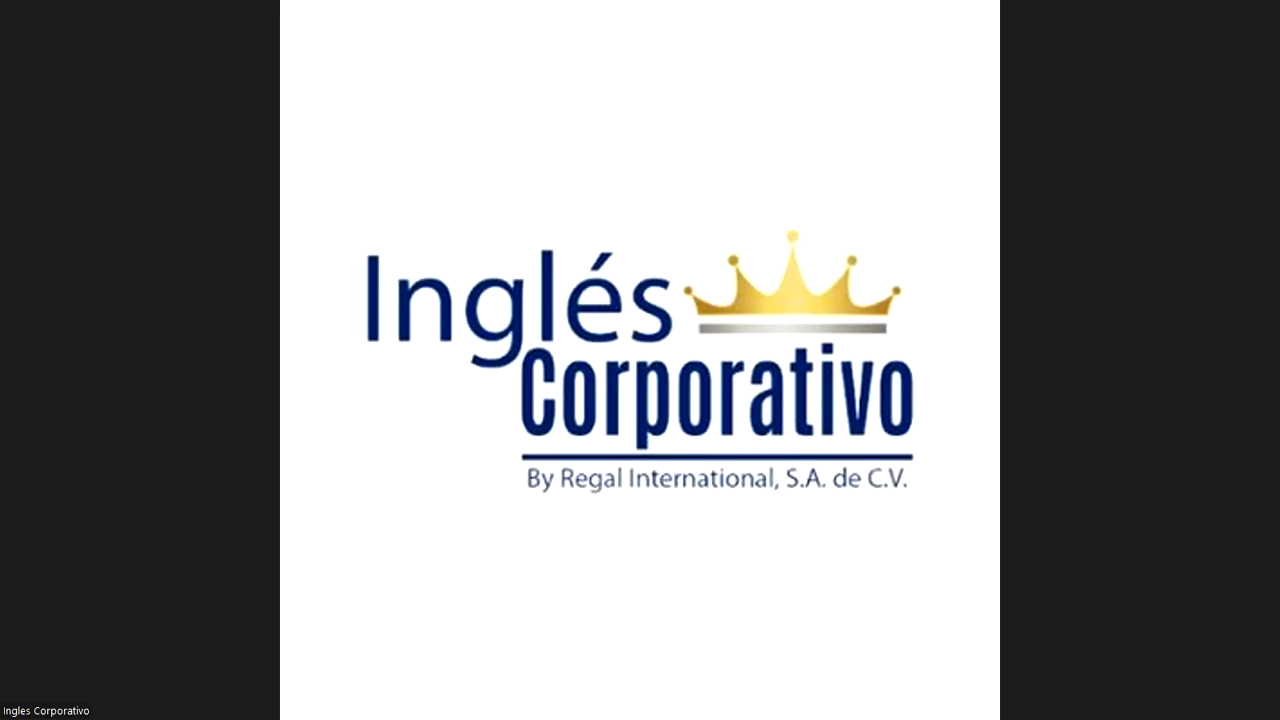 Inglés
Corporativo
By Regal International, S.A. de C.V.
Ingles Corporativo